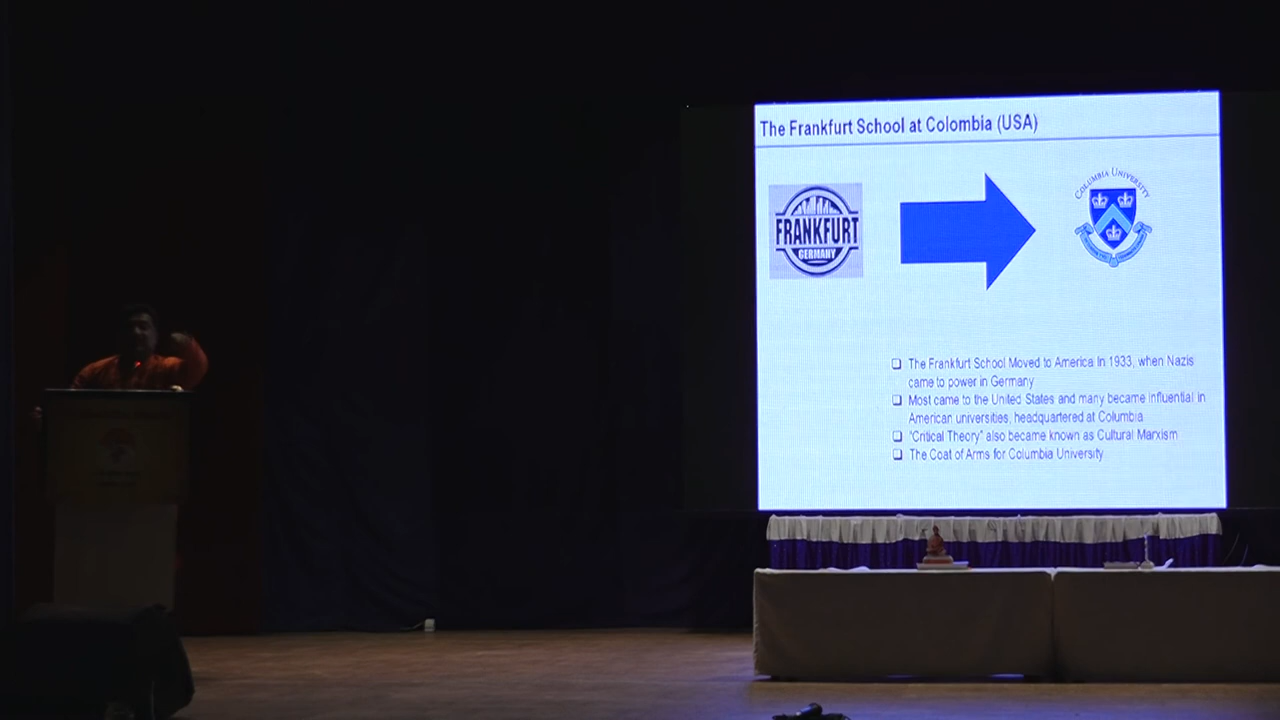 The Frankfurt School at Colombia (USA)
FRANKFURT
GERMANY
COLUMBIA UNIVERSITY
❑ The Frankfurt School Moved to America In 1933, when Nazis
came to power in Germany
❑ Most came to the United States and many became influential in
American universities, headquartered at Columbia
❑ "Critical Theory" also became known as Cultural Marxism
❑ The Coat of Arms for Columbia University